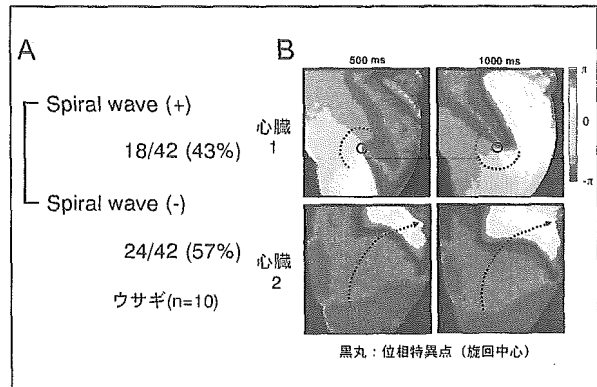 A
Spiral wave (+)
18/42 (43%)
Spiral wave (-)
24/42 (57%)
ウサギ(n=10)
B
500 ms
1000 ms
π
0
-π
心臓
1
心臓
2
黒丸：位相特異点（旋回中心）